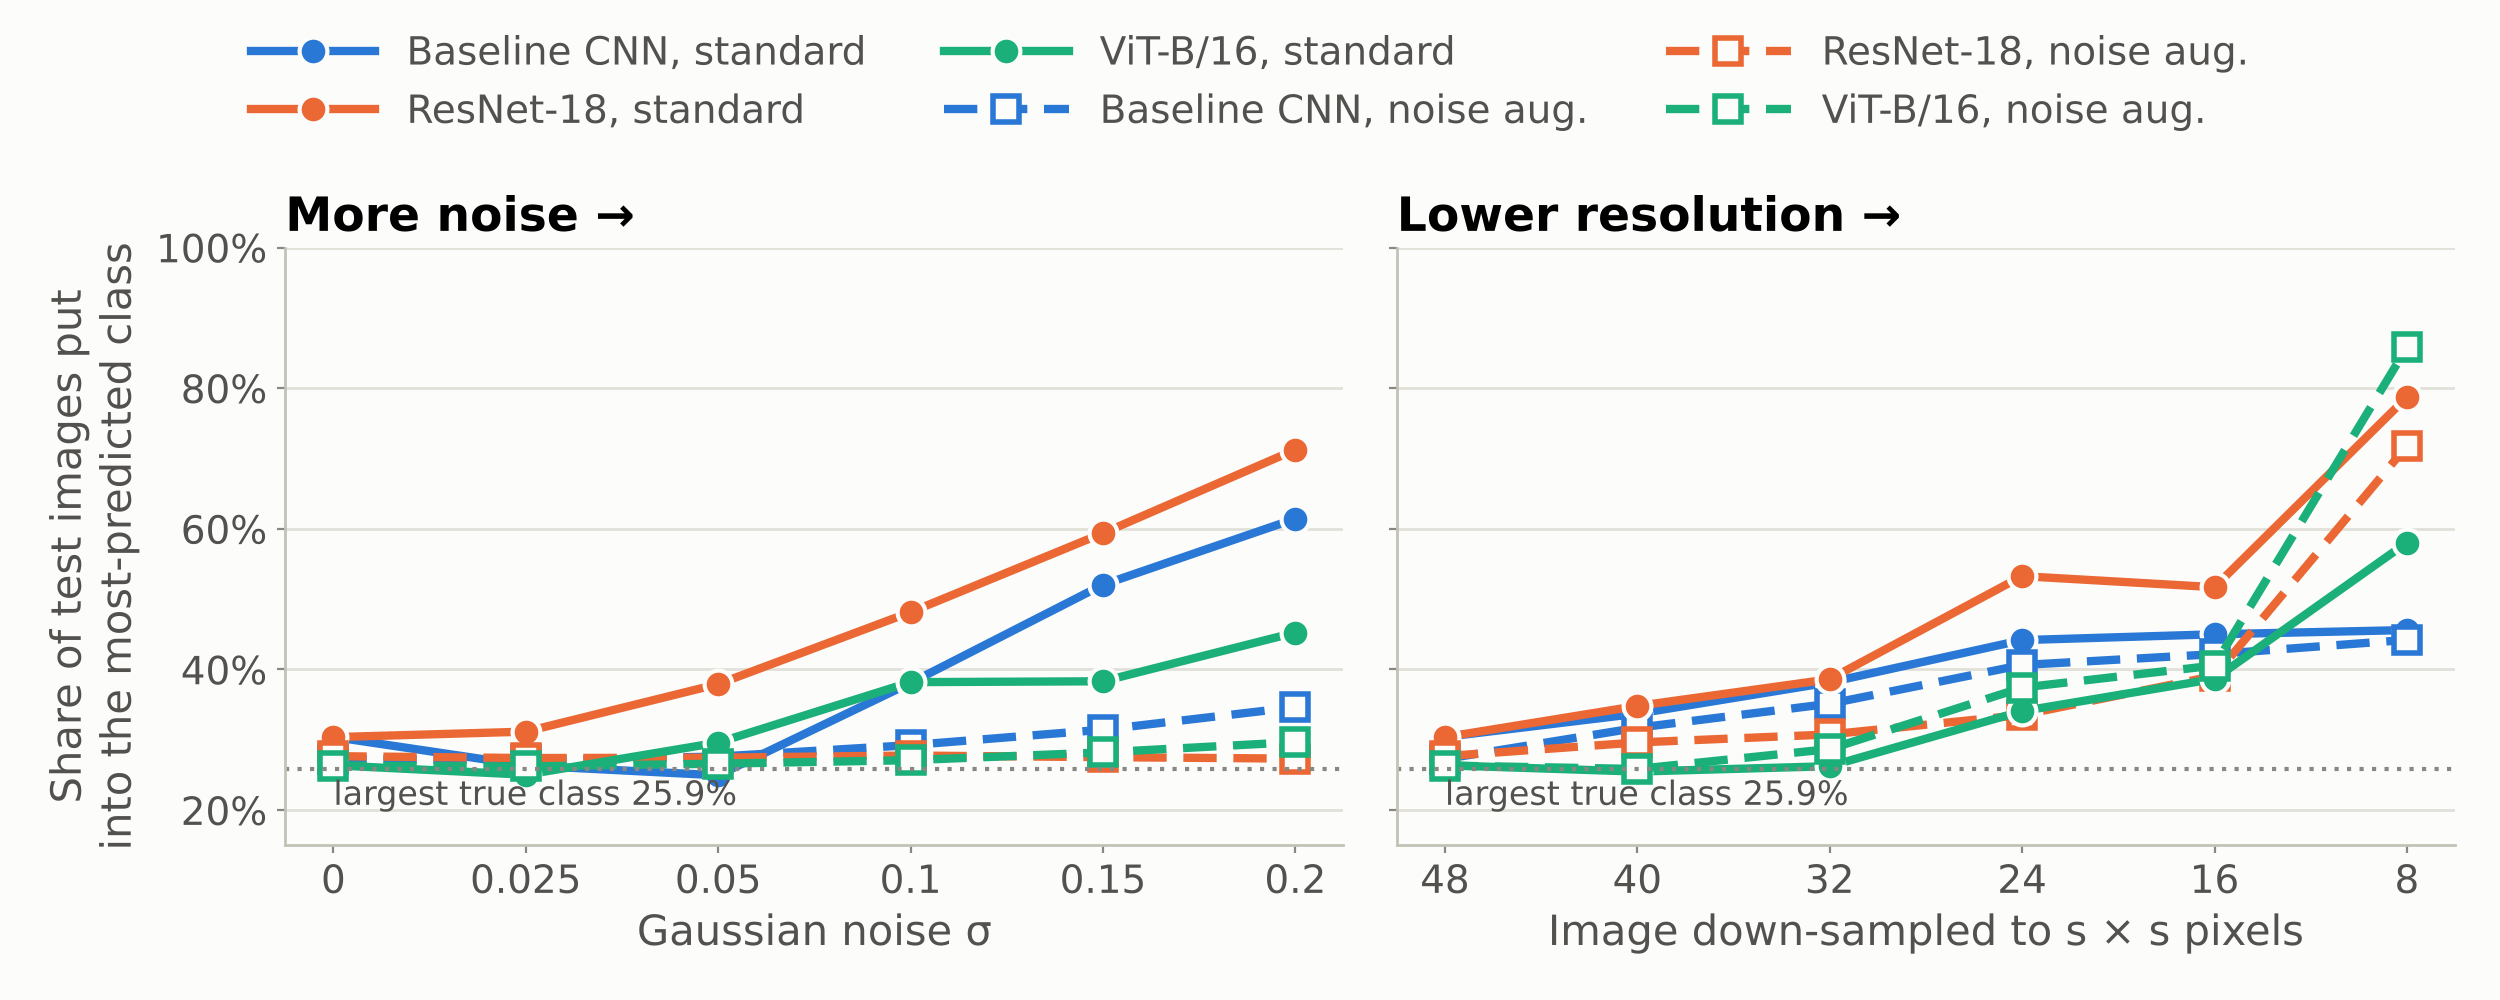 Baseline CNN, standard
ResNet-18, standard
ViT-B/16, standard
Baseline CNN, noise aug.
ResNet-18, noise aug.
ViT-B/16, noise aug.
More noise →
Share of test images put
into the most-predicted class
100%
80%
60%
40%
20%
largest true class 25.9%
0 0.025 0.05 0.1 0.15 0.2
Gaussian noise σ
Lower resolution →
largest true class 25.9%
48 40 32 24 16 8
Image down-sampled to s × s pixels